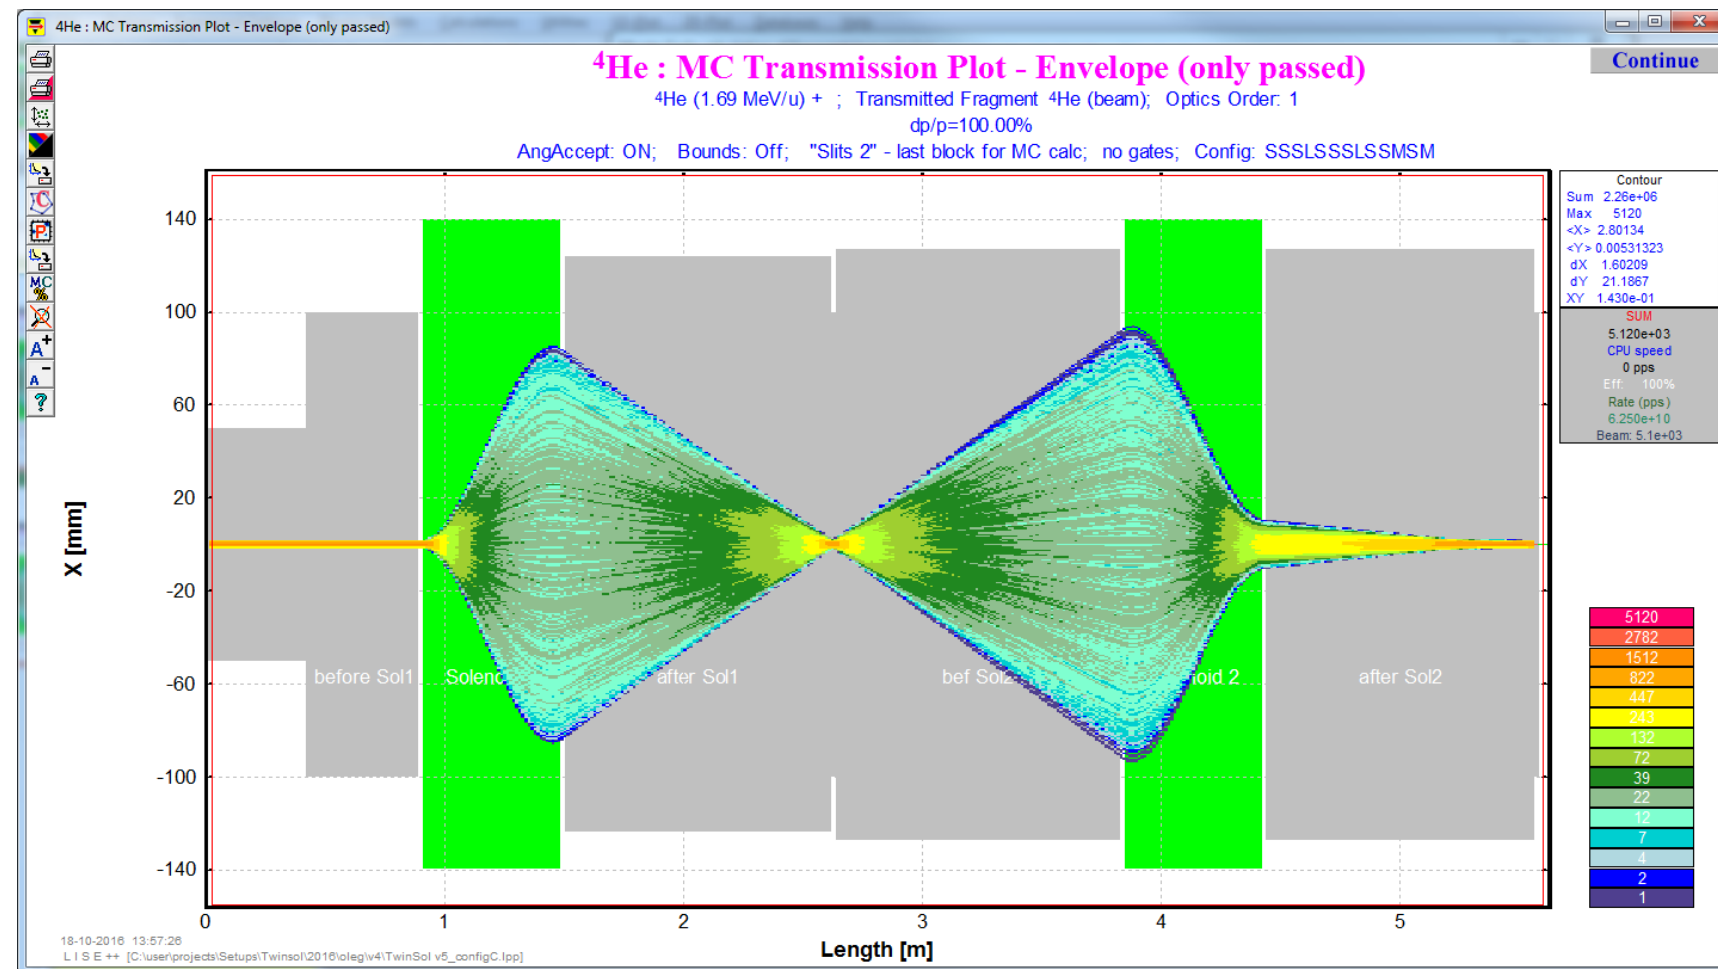 4He : MC Transmission Plot - Envelope (only passed)
Continue
4He : MC Transmission Plot - Envelope (only passed)
4He (1.69 MeV/u) + ; Transmitted Fragment 4He (beam); Optics Order: 1
dp/p=100.00%
AngAccept: ON; Bounds: Off; "Slits 2" - last block for MC calc; no gates; Config: SSSLSSSLSSMSM
MC
%
A+
A-
?
C
P
X [mm]
140
100
60
20
-20
-60
-100
-140
before Sol1
Soleno
after Sol1
bef Sol2
noid 2
after Sol2
0 1 2 3 4 5
Length [m]
Contour
Sum 2.26e+06
Max 5120
<X> 2.80134
<Y> 0.00531323
dX 1.60209
dY 21.1867
XY 1.430e-01
SUM
5.120e+03
CPU speed
0 pps
Eff: 100%
Rate (pps)
6.250e+10
Beam: 5.1e+03
5120
2782
1512
822
447
243
132
72
39
22
12
7
4
2
1
18-10-2016 13:57:26
L I S E ++ [C:\user\projects\Setups\Twinsol\2016\oleg\v4\TwinSol v5_configC.lpp]